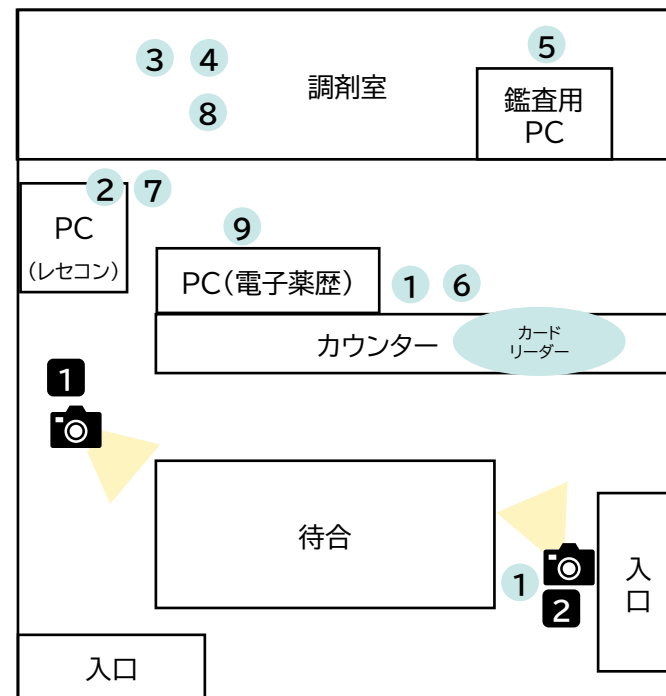 3
4
5
調剤室
8
鑑査用
PC
2
7
PC
(レセコン)
9
PC(電子薬歴)
1
6
カウンター
カード
リーダー
1
待合
入
口
1
2
入口